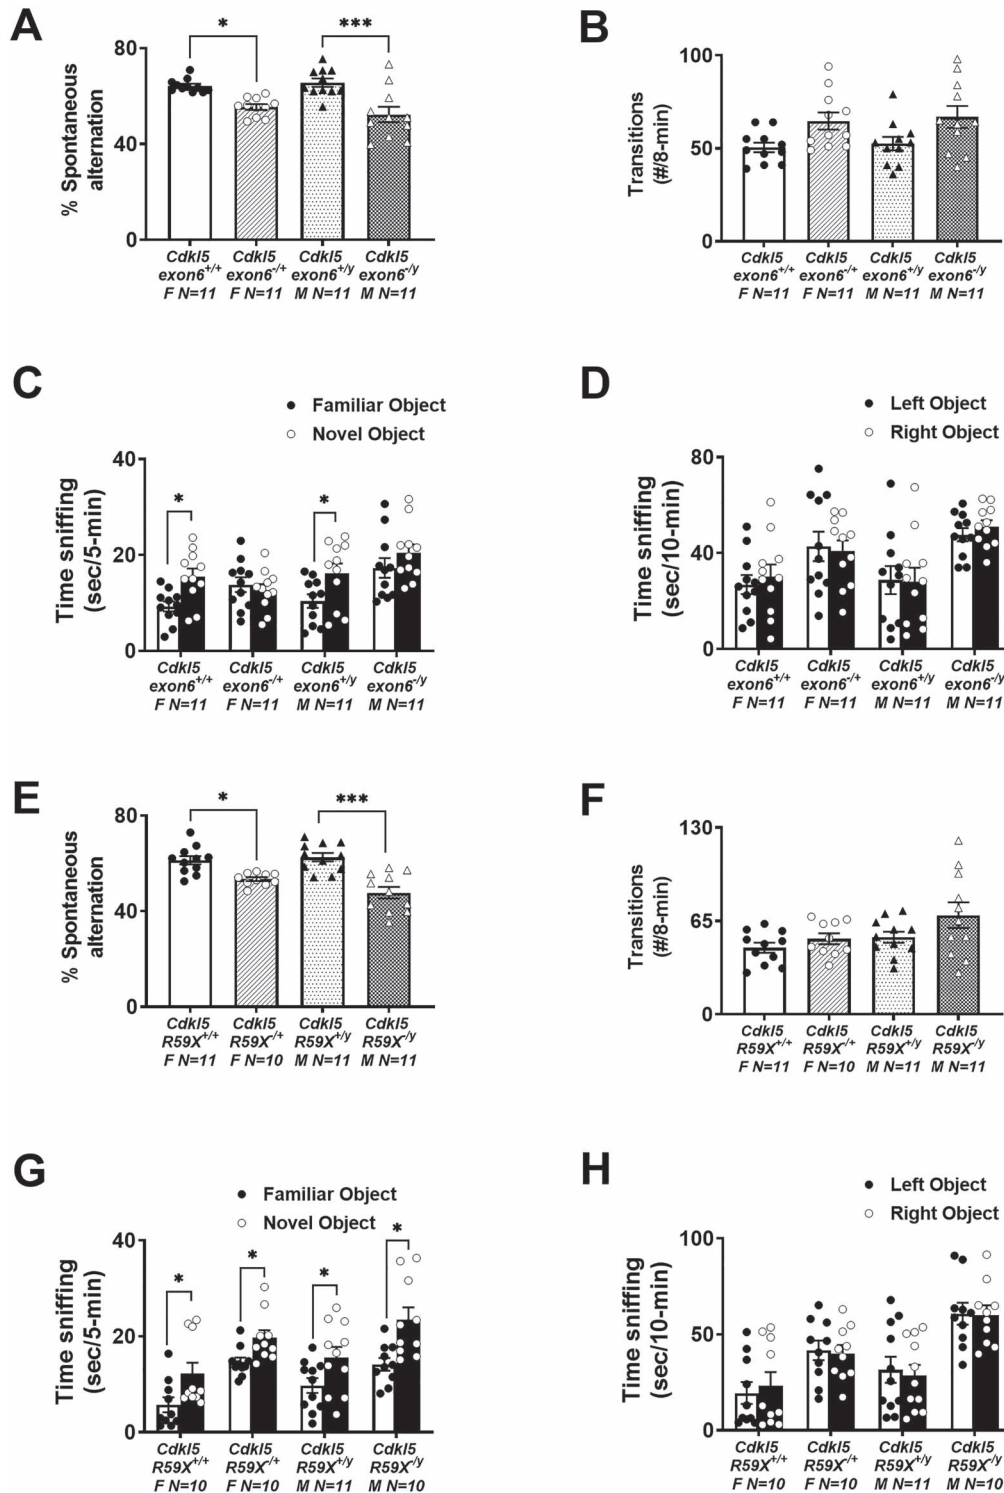 A
*
***
80
40
0
% Spontaneous
alternation
Cdkl5
exon6+/+
F N=11
Cdkl5
exon6-/+
F N=11
Cdkl5
exon6+/y
M N=11
Cdkl5
exon6-/y
M N=11
B
100
50
0
Transitions
(#/8-min)
Cdkl5
exon6+/+
F N=11
Cdkl5
exon6-/+
F N=11
Cdkl5
exon6+/y
M N=11
Cdkl5
exon6-/y
M N=11
C
Familiar Object
Novel Object
40
20
0
Time sniffing
(sec/5-min)
*
*
Cdkl5
exon6+/+
F N=11
Cdkl5
exon6-/+
F N=11
Cdkl5
exon6+/y
M N=11
Cdkl5
exon6-/y
M N=11
D
Left Object
Right Object
80
40
0
Time sniffing
(sec/10-min)
Cdkl5
exon6+/+
F N=11
Cdkl5
exon6-/+
F N=11
Cdkl5
exon6+/y
M N=11
Cdkl5
exon6-/y
M N=11
E
*
***
80
40
0
% Spontaneous
alternation
Cdkl5
R59X+/+
F N=11
Cdkl5
R59X-/+
F N=10
Cdkl5
R59X+/y
M N=11
Cdkl5
R59X-/y
M N=11
F
130
65
0
Transitions
(#/8-min)
Cdkl5
R59X+/+
F N=11
Cdkl5
R59X-/+
F N=10
Cdkl5
R59X+/y
M N=11
Cdkl5
R59X-/y
M N=11
G
Familiar Object
Novel Object
40
20
0
Time sniffing
(sec/5-min)
*
*
*
*
Cdkl5
R59X+/+
F N=10
Cdkl5
R59X-/+
F N=10
Cdkl5
R59X+/y
M N=11
Cdkl5
R59X-/y
M N=10
H
Left Object
Right Object
100
50
0
Time sniffing
(sec/10-min)
Cdkl5
R59X+/+
F N=10
Cdkl5
R59X-/+
F N=10
Cdkl5
R59X+/y
M N=11
Cdkl5
R59X-/y
M N=10